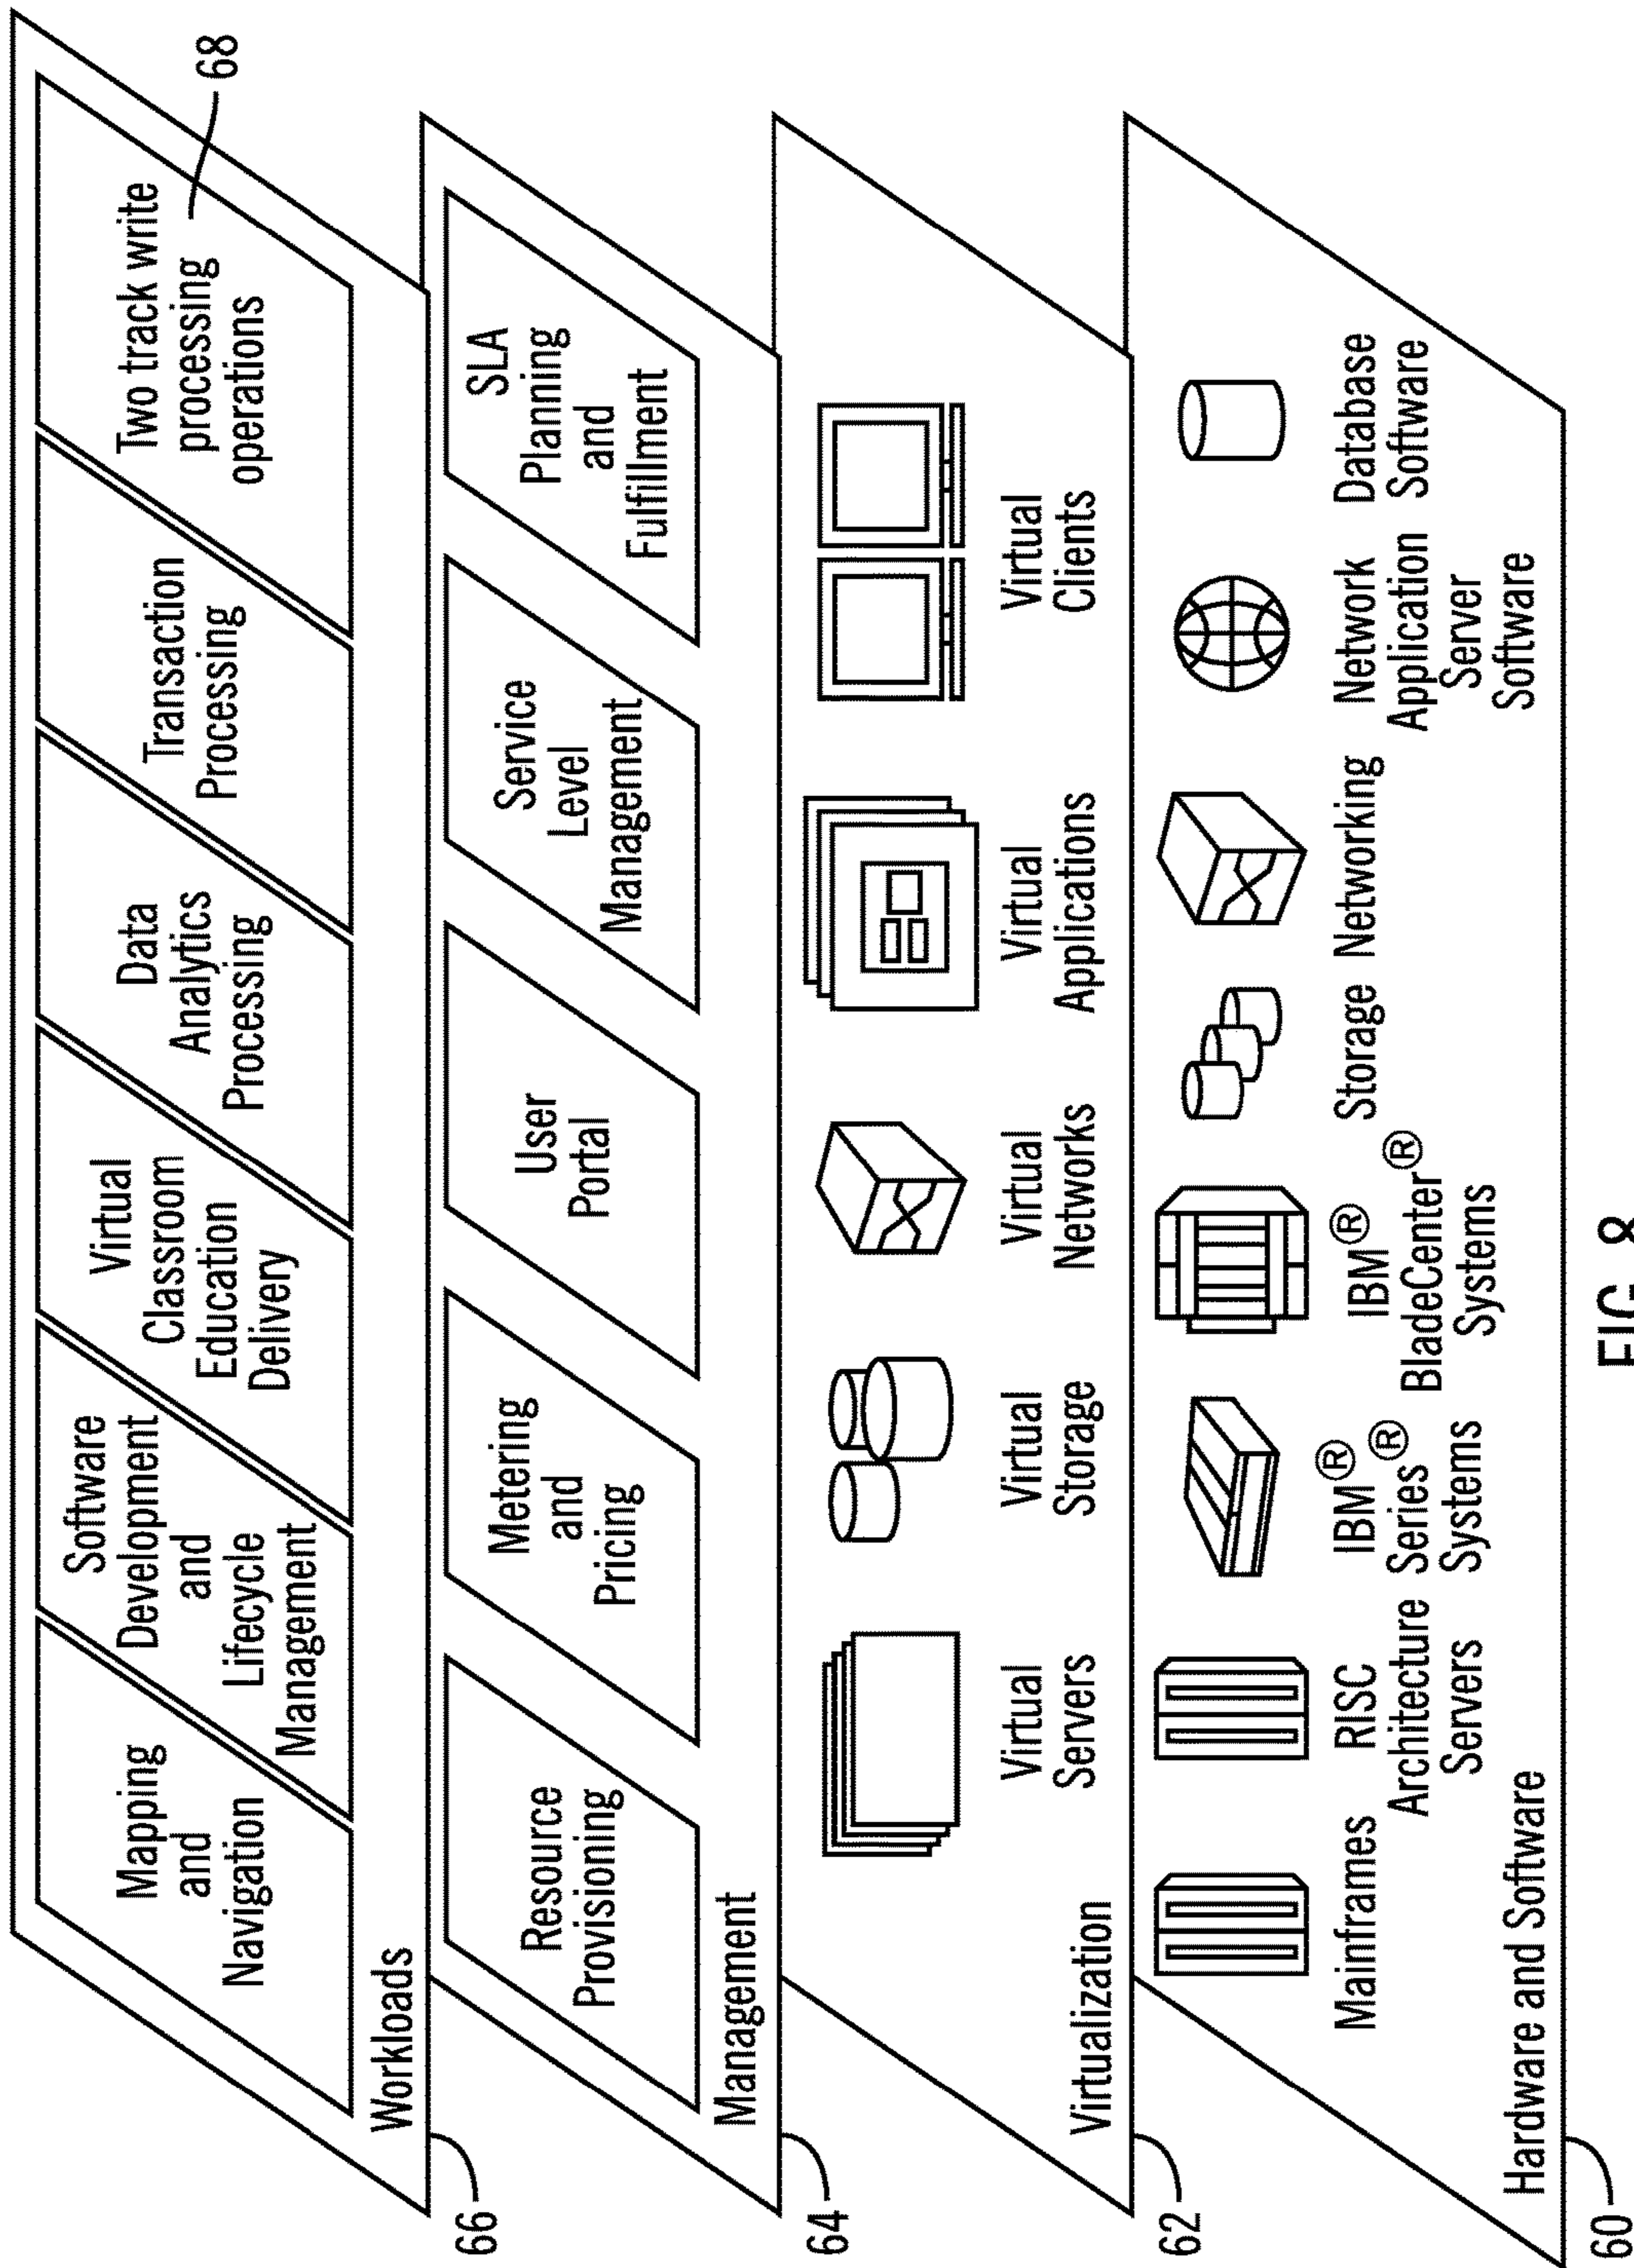 Mapping
and
Navigation
Software
Development
and
Lifecycle
Management
Virtual
Classroom
Education
Delivery
Data
Analytics
Processing
Transaction
Processing
Two track write
processing
operations
68
Workloads
66
Resource
Provisioning
Metering
and
Pricing
User
Portal
Service
Level
Management
SLA
Planning
and
Fulfillment
Management
64
Virtual
Servers
Virtual
Storage
Virtual
Networks
Virtual
Applications
Virtual
Clients
Virtualization
62
Mainframes
RISC
Architecture
Servers
IBM®
Series®
Systems
IBM®
BladeCenter®
Systems
Storage
Networking
Network
Application
Server
Software
Database
Software
Hardware and Software
60
FIG. 8